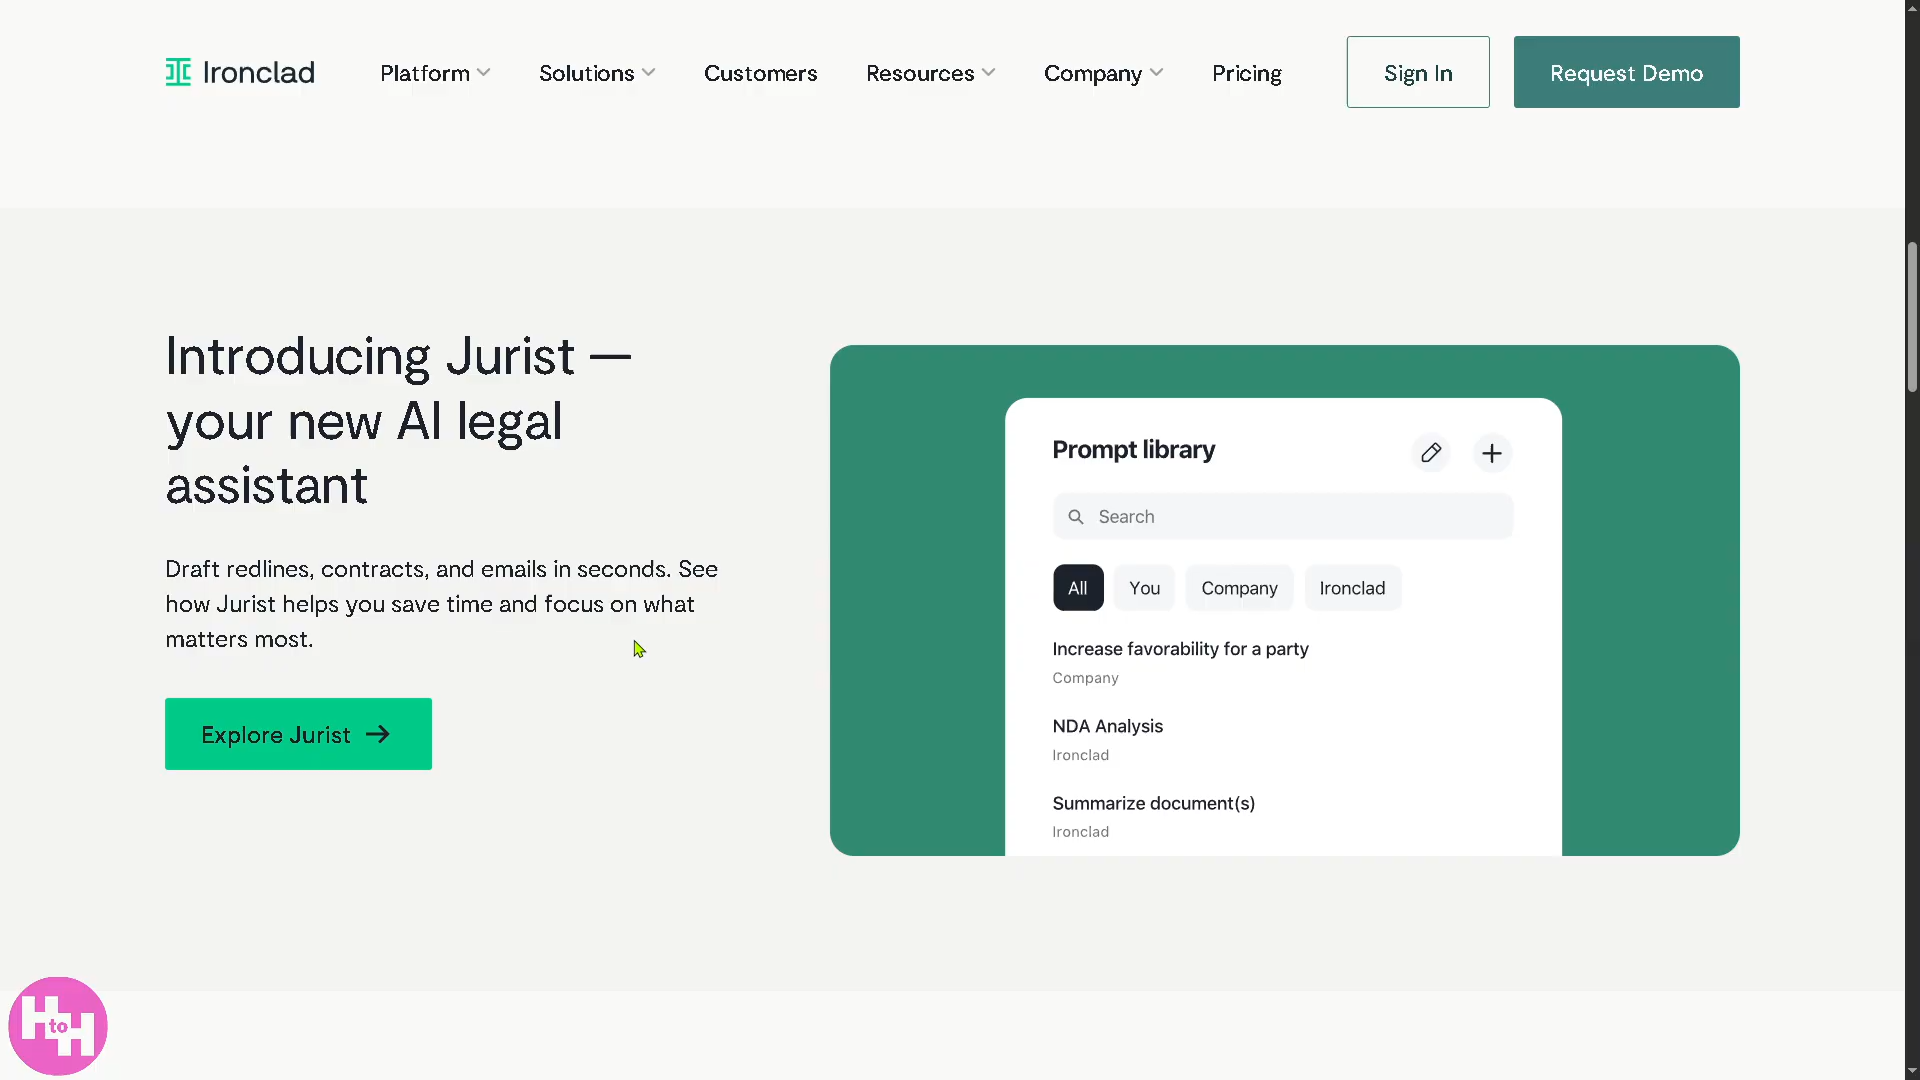 Ironclad
Platform
Solutions
Customers
Resources
Company
Pricing
Sign In
Request Demo
Introducing Jurist —
your new AI legal
assistant
Draft redlines, contracts, and emails in seconds. See
how Jurist helps you save time and focus on what
matters most.
Explore Jurist
Prompt library
Search
All
You
Company
Ironclad
Increase favorability for a party
Company
NDA Analysis
Ironclad
Summarize document(s)
Ironclad
H to H